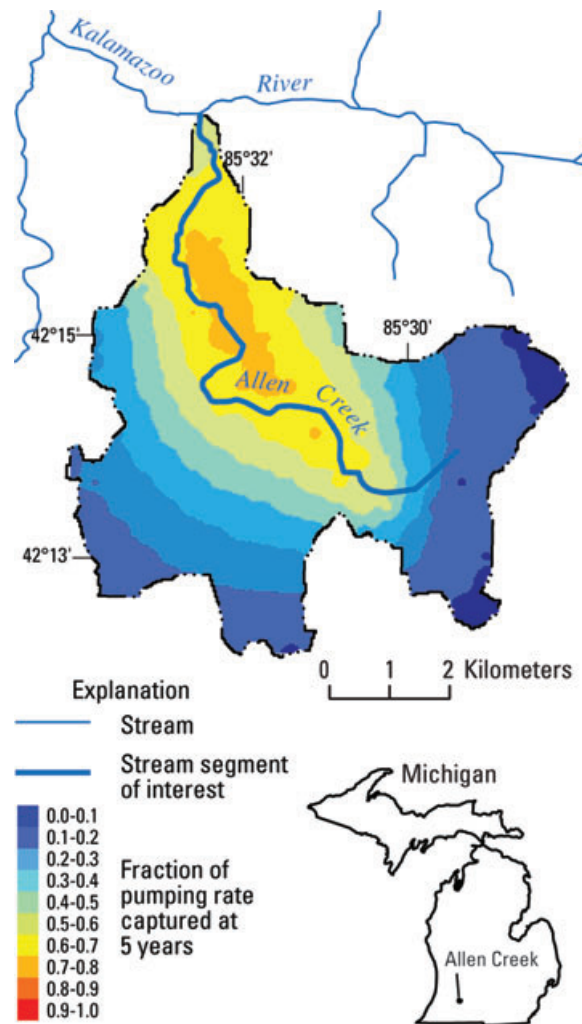 Kalamazoo
River
85°32'
42°15'
85°30'
Allen Creek
42°13'
0 1 2 Kilometers
Explanation
Stream
Stream segment
of interest
Michigan
0.0-0.1
0.1-0.2
0.2-0.3
0.3-0.4
0.4-0.5
0.5-0.6
0.6-0.7
0.7-0.8
0.8-0.9
0.9-1.0
Fraction of
pumping rate
captured at
5 years
Allen Creek